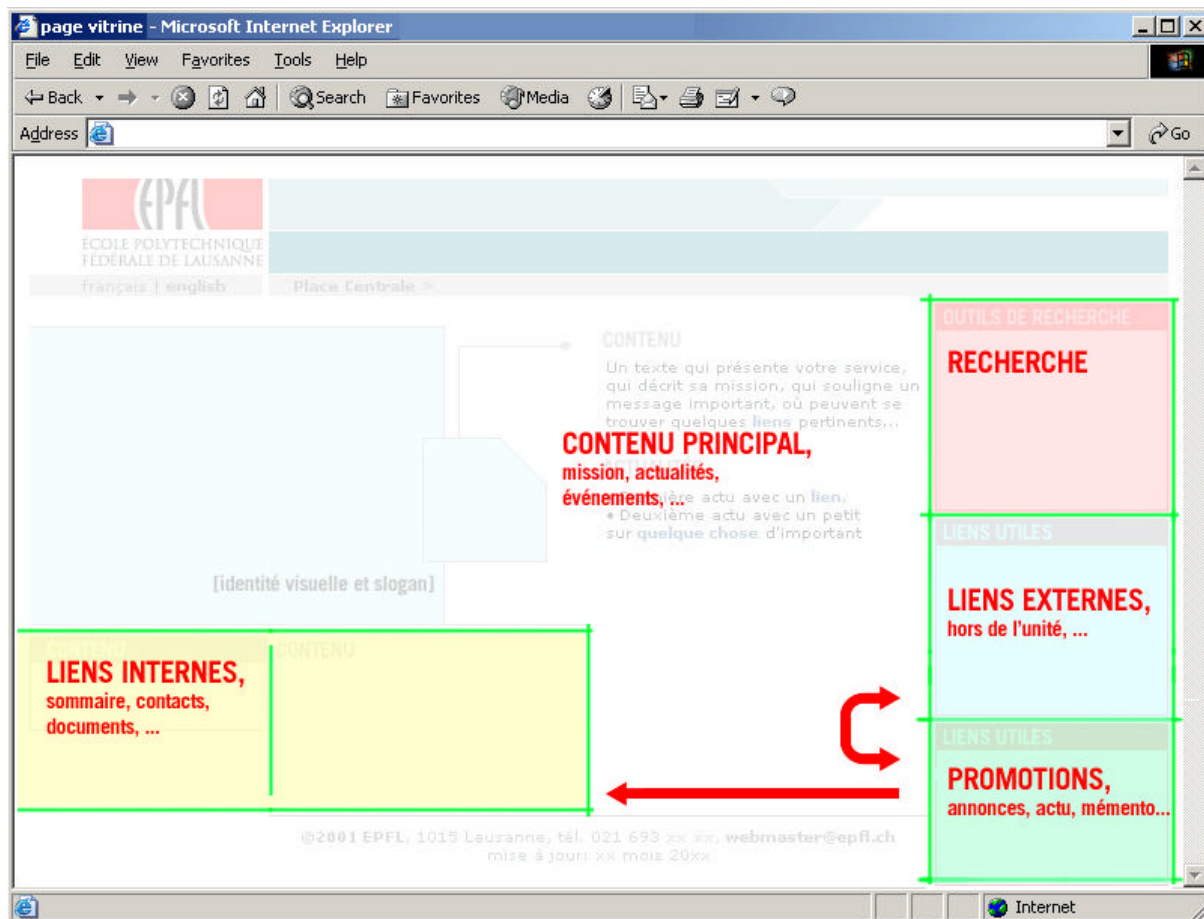 page vitrine - Microsoft Internet Explorer
File Edit View Favorites Tools Help
Back Search Favorites Media
Address Go
EPFL
ÉCOLE POLYTECHNIQUE
FÉDÉRALE DE LAUSANNE
français | english Place Centrale >
OUTILS DE RECHERCHE
RECHERCHE
CONTENU
Un texte qui présente votre service,
qui décrit sa mission, qui souligne un
message important, où peuvent se
trouver quelques liens pertinents...
CONTENU PRINCIPAL,
mission, actualités,
événements, ...
avec un lien.
• Deuxième actu avec un petit
sur quelque chose d'important
LIENS UTILES
LIENS EXTERNES,
hors de l'unité, ...
[identité visuelle et slogan]
CONTENU CONTENU
LIENS INTERNES,
sommaire, contacts,
documents, ...
LIENS UTILES
PROMOTIONS,
annonces, actu, mémento...
©2001 EPFL, 1015 Lausanne, tél. 021 693 xx xx, webmaster@epfl.ch
mise à jour: xx mois 20xx
Internet